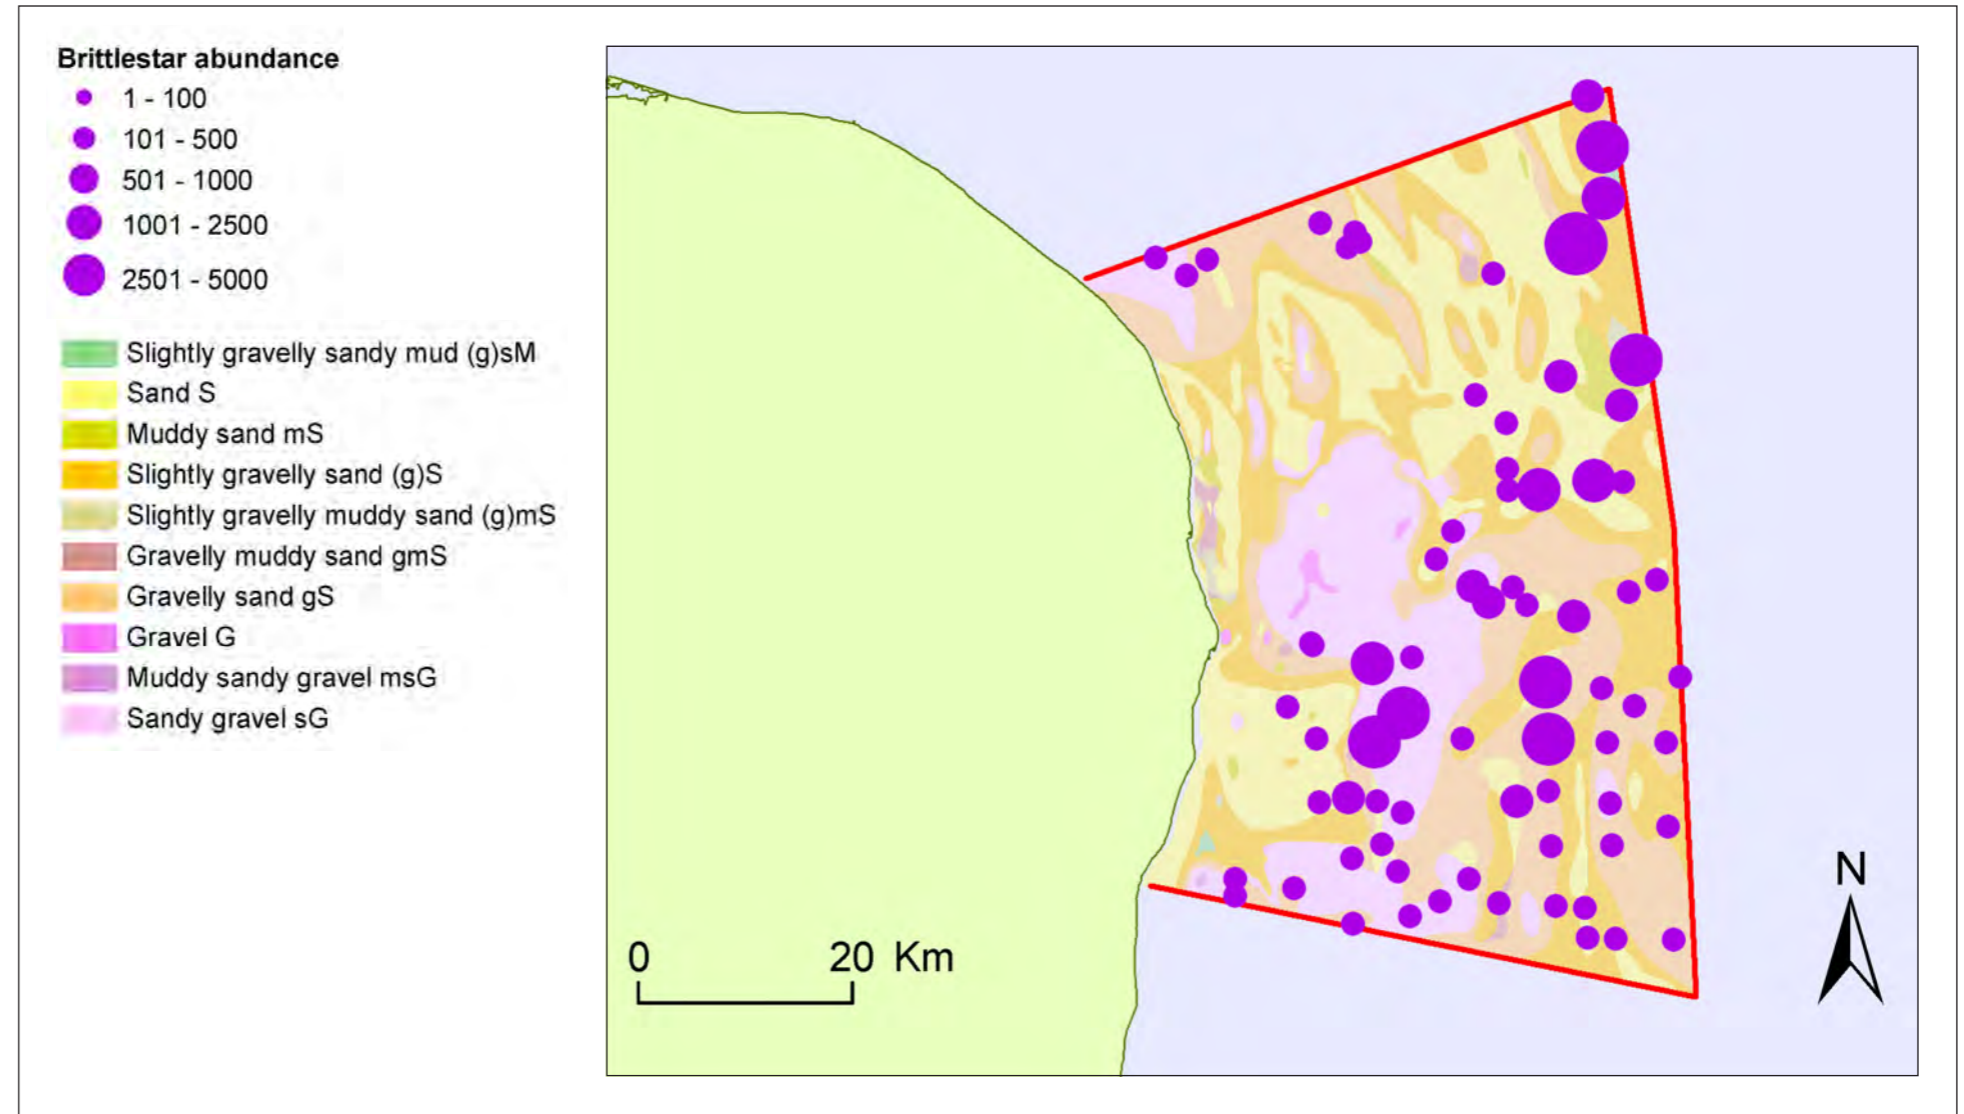 Brittlestar abundance
1 - 100
101 - 500
501 - 1000
1001 - 2500
2501 - 5000
Slightly gravelly sandy mud (g)sM
Sand S
Muddy sand mS
Slightly gravelly sand (g)S
Slightly gravelly muddy sand (g)mS
Gravelly muddy sand gmS
Gravelly sand gS
Gravel G
Muddy sandy gravel msG
Sandy gravel sG
N
0 20 Km